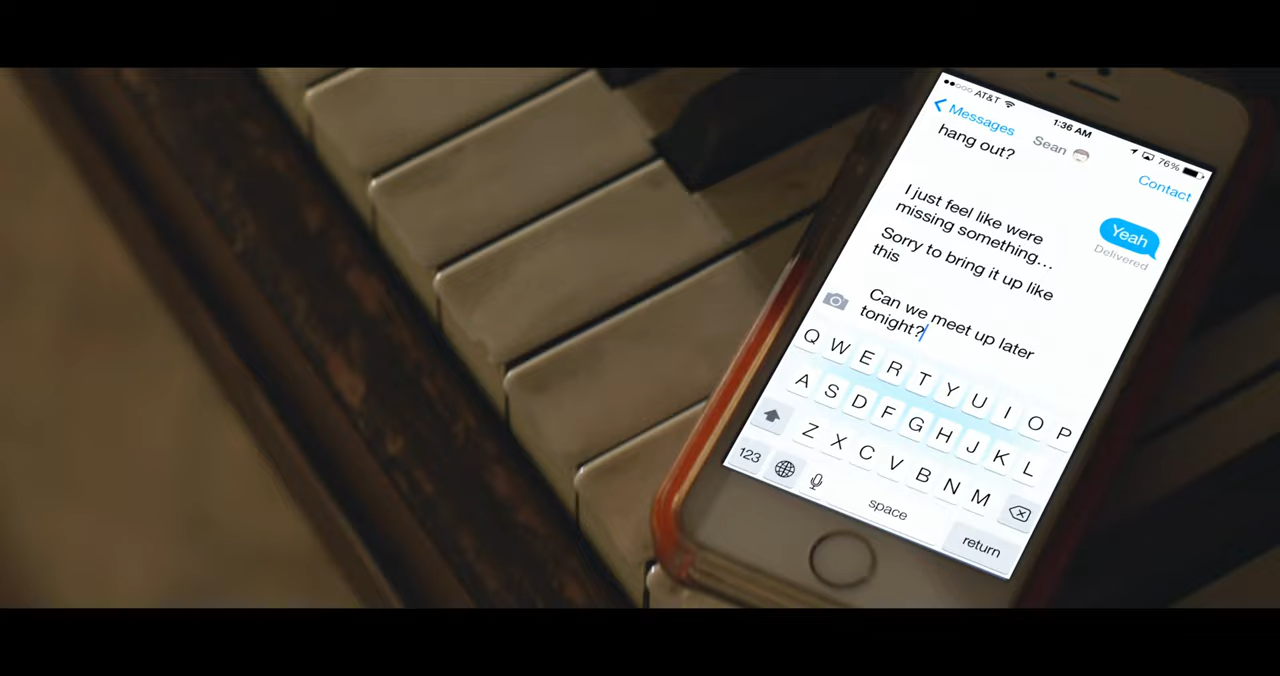 AT&T 1:36 AM 76%
Messages Sean Contact
hang out?
Yeah
Delivered
I just feel like were
missing something...
Sorry to bring it up like
this
Can we meet up later
tonight?
Q W E R T Y U I O P
A S D F G H J K L
Z X C V B N M
123 space return